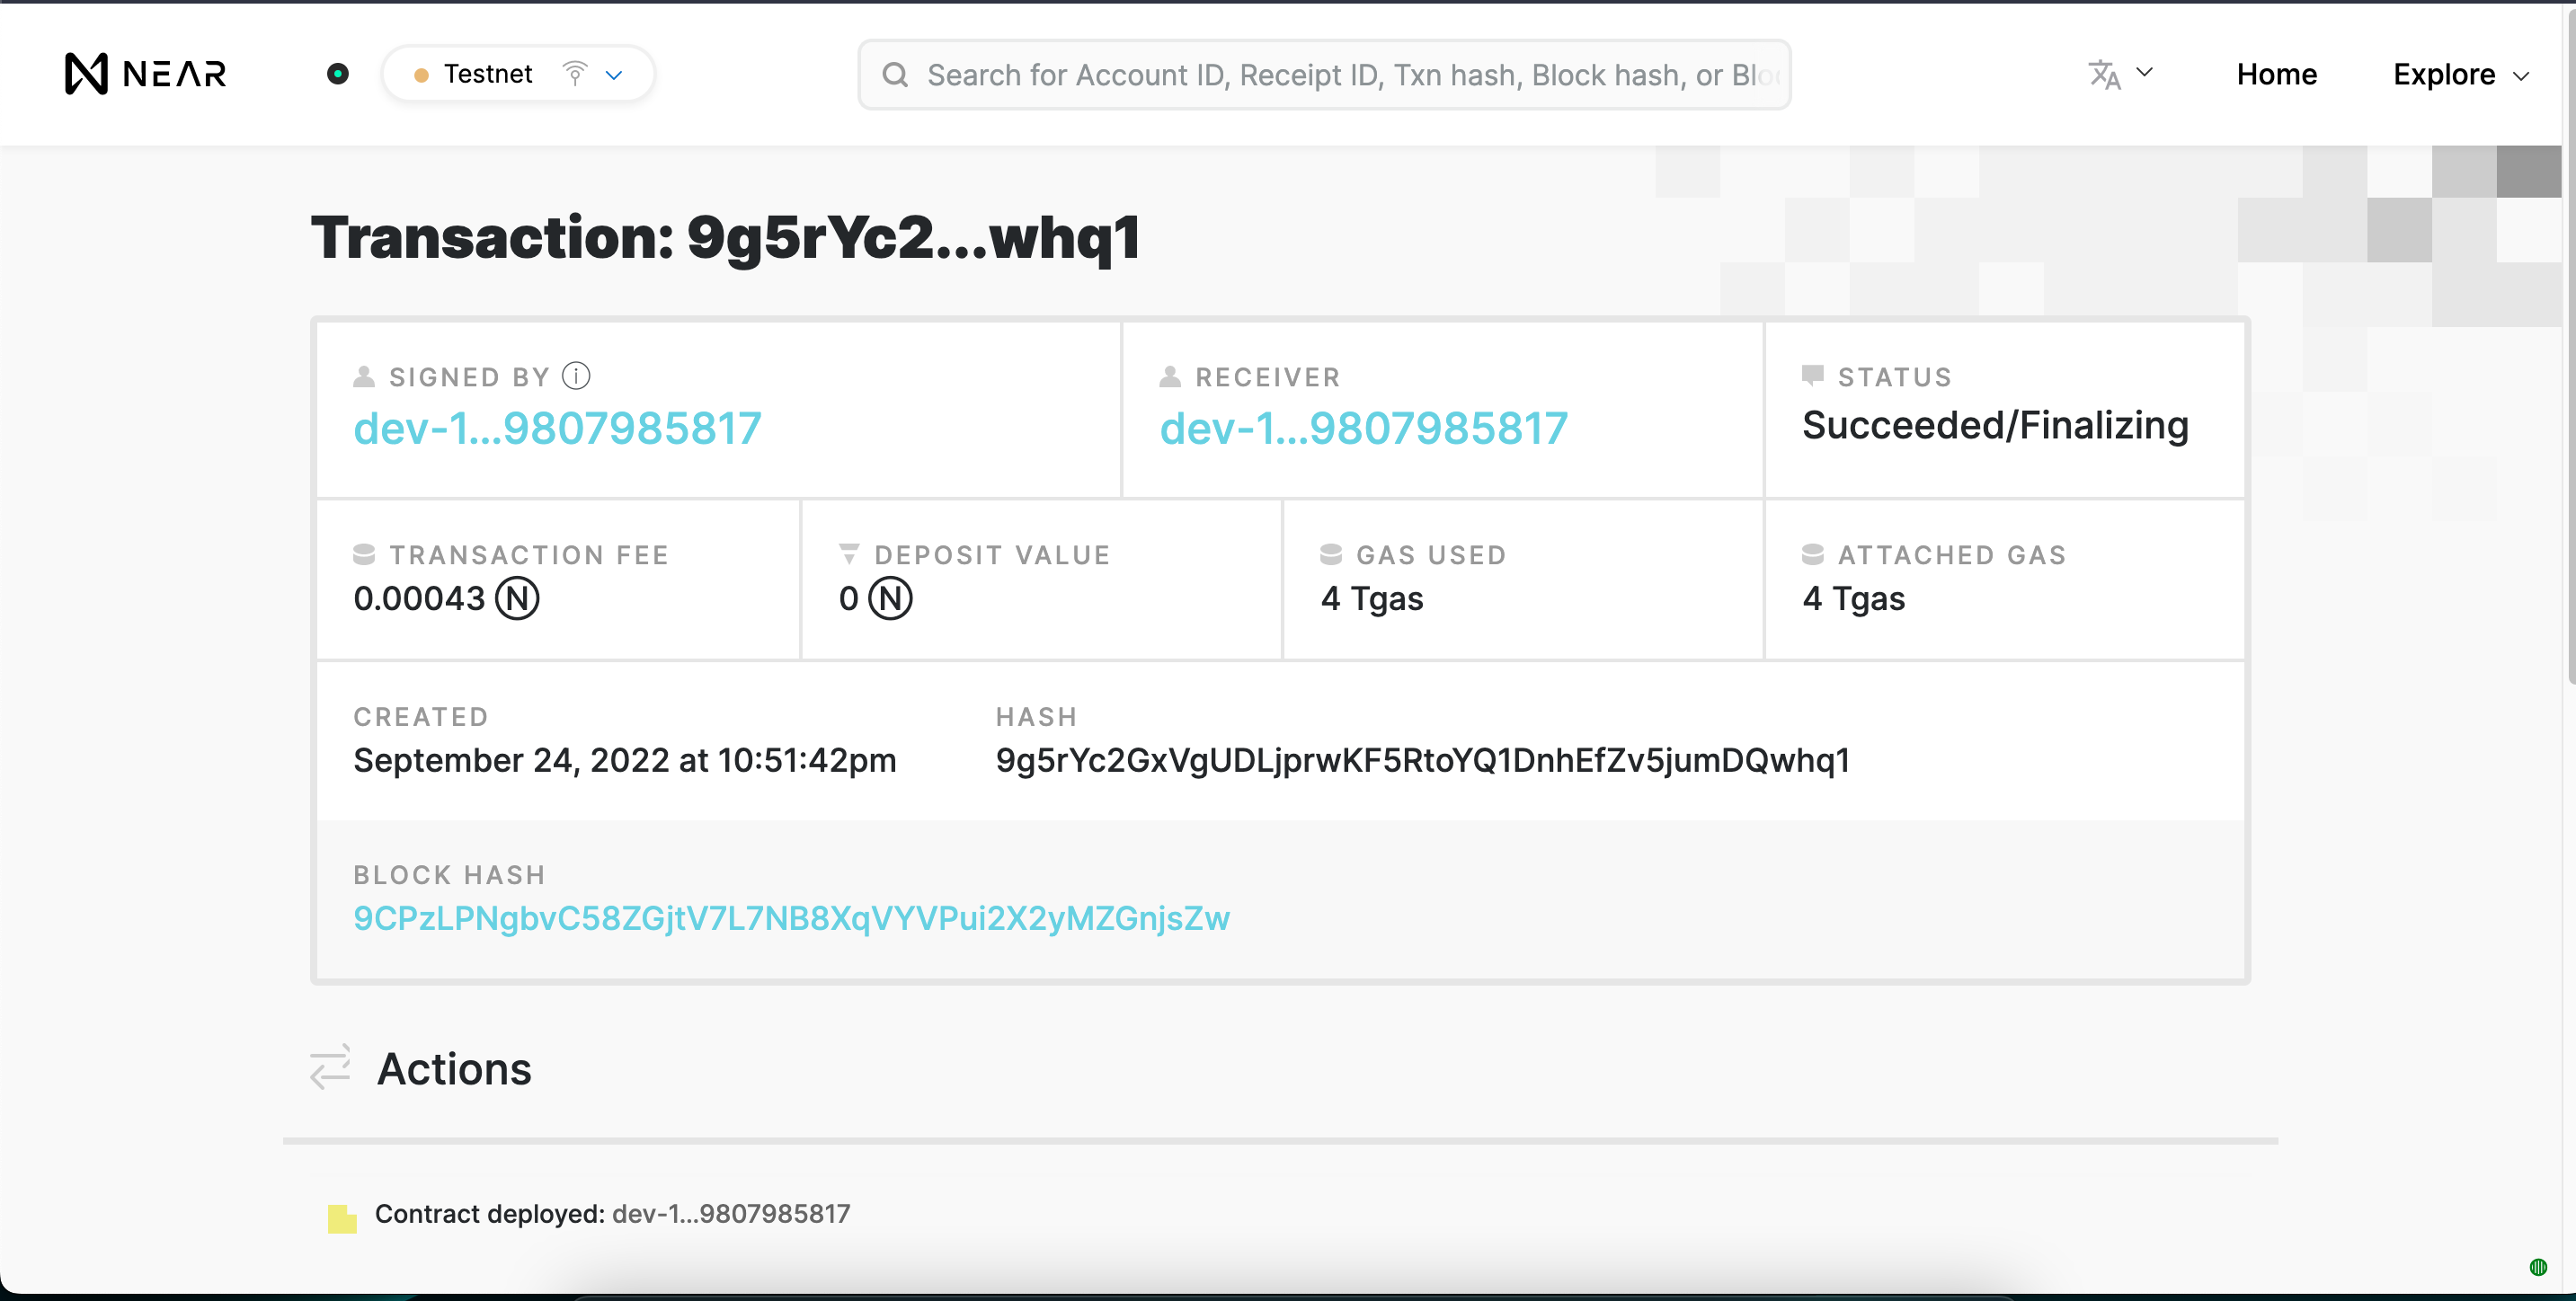 NEAR
Testnet
Search for Account ID, Receipt ID, Txn hash, Block hash, or Bloc
Home
Explore
Transaction: 9g5rYc2...whq1
SIGNED BY
dev-1...9807985817
RECEIVER
dev-1...9807985817
STATUS
Succeeded/Finalizing
TRANSACTION FEE
0.00043 Ⓝ
DEPOSIT VALUE
0 Ⓝ
GAS USED
4 Tgas
ATTACHED GAS
4 Tgas
CREATED
September 24, 2022 at 10:51:42pm
HASH
9g5rYc2GxVgUDLjprwKF5RtoYQ1DnhEfZv5jumDQwhq1
BLOCK HASH
9CPzLPNgbvC58ZGjtV7L7NB8XqVYVPui2X2yMZGnjsZw
Actions
Contract deployed: dev-1...9807985817